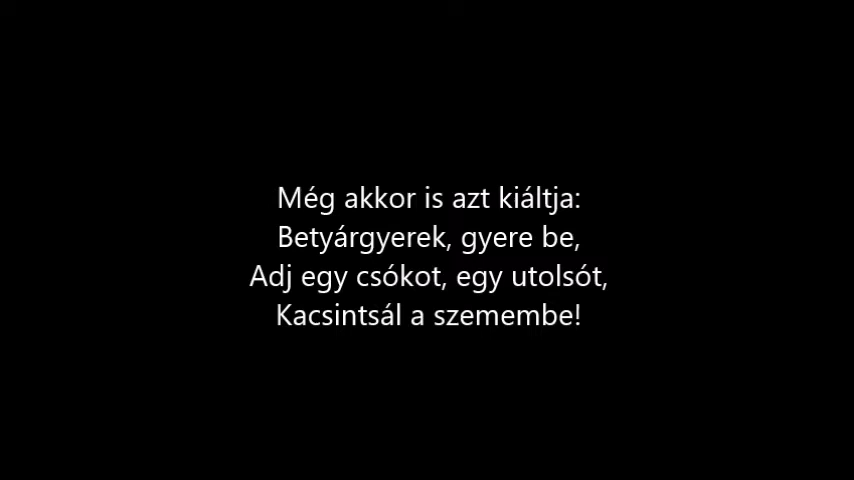 Még akkor is azt kiáltja:
Betyárgyerek, gyere be,
Adj egy csókot, egy utolsót,
Kacsintsál a szemembe!